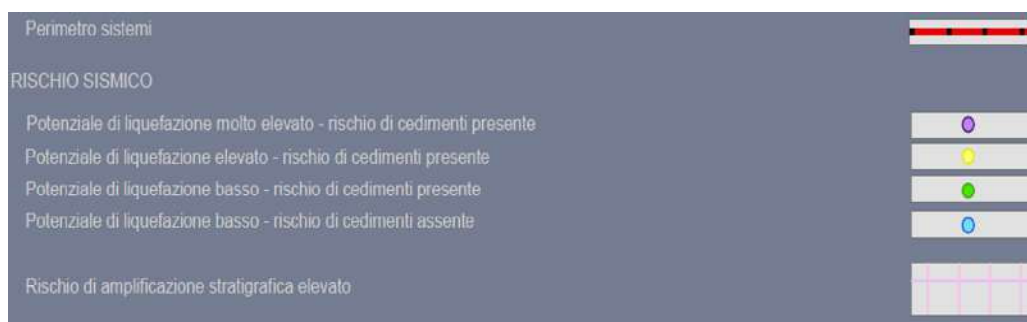 Perimetro sistemi
RISCHIO SISMICO
Potenziale di liquefazione molto elevato - rischio di cedimenti presente
Potenziale di liquefazione elevato - rischio di cedimenti presente
Potenziale di liquefazione basso - rischio di cedimenti presente
Potenziale di liquefazione basso - rischio di cedimenti assente
Rischio di amplificazione stratigrafica elevato